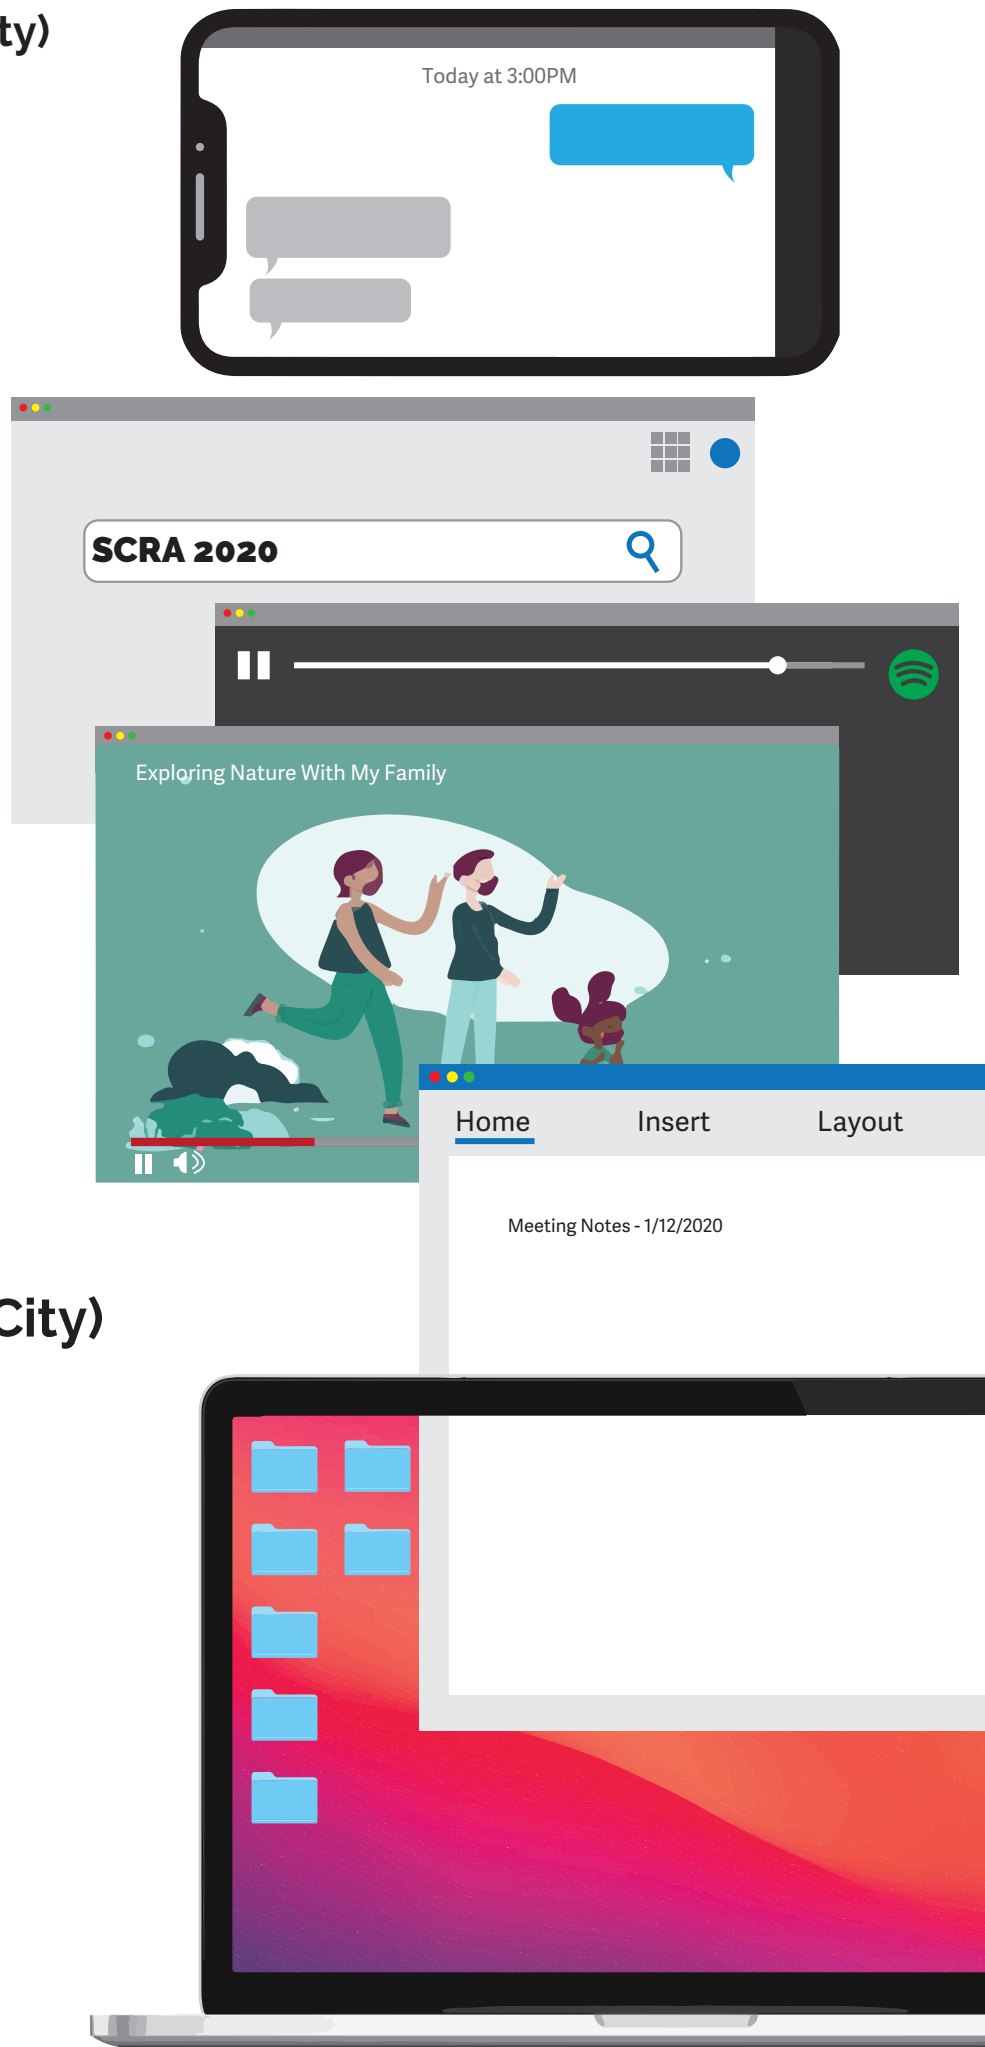 ty)
Today at 3:00PM
SCRA 2020
Exploring Nature With My Family
Home Insert Layout
Meeting Notes - 1/12/2020
City)